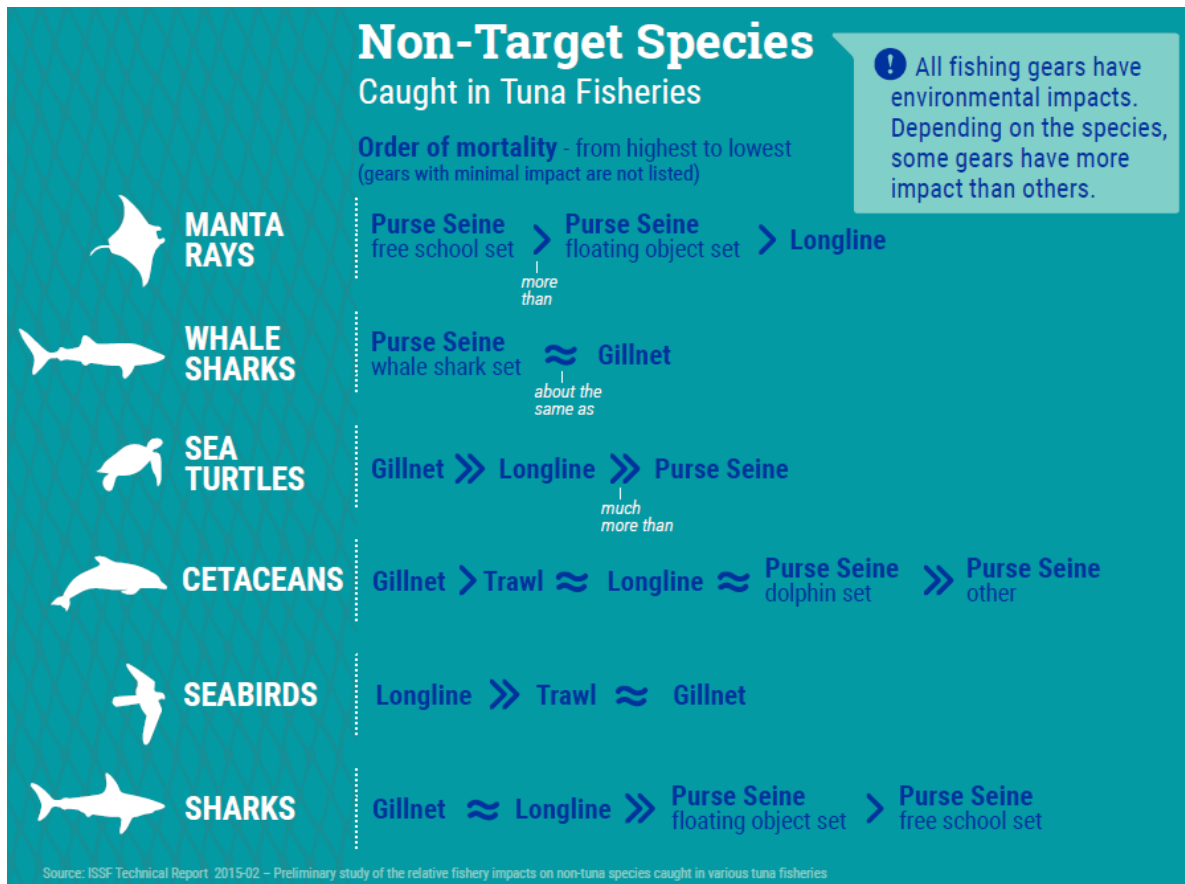 Non-Target Species
Caught in Tuna Fisheries
! All fishing gears have
environmental impacts.
Depending on the species,
some gears have more
impact than others.
Order of mortality - from highest to lowest
(gears with minimal impact are not listed)
MANTA
RAYS
Purse Seine
free school set
>
more
than
Purse Seine
floating object set
>
Longline
WHALE
SHARKS
Purse Seine
whale shark set
≈
about the
same as
Gillnet
SEA
TURTLES
Gillnet >> Longline >> Purse Seine
much
more than
CETACEANS
Gillnet > Trawl ≈ Longline ≈
Purse Seine
dolphin set
>>
Purse Seine
other
SEABIRDS
Longline >> Trawl ≈ Gillnet
SHARKS
Gillnet ≈ Longline >>
Purse Seine
floating object set
>
Purse Seine
free school set
Source: ISSF Technical Report 2015-02 – Preliminary study of the relative fishery impacts on non-tuna species caught in various tuna fisheries